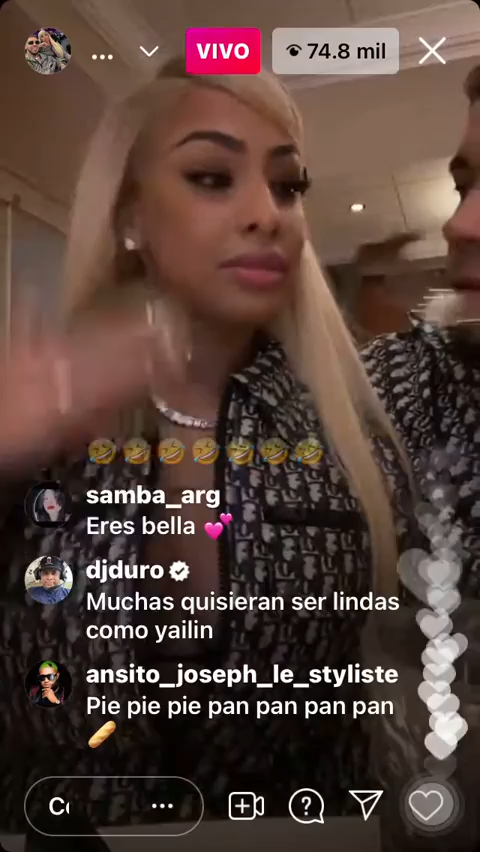 VIVO
74.8 mil
🤣🤣🤣🤣🤣🤣🤣
samba_arg
Eres bella 💕
djduro
Muchas quisieran ser lindas
como yailin
ansito_joseph_le_styliste
Pie pie pie pan pan pan pan
🥖